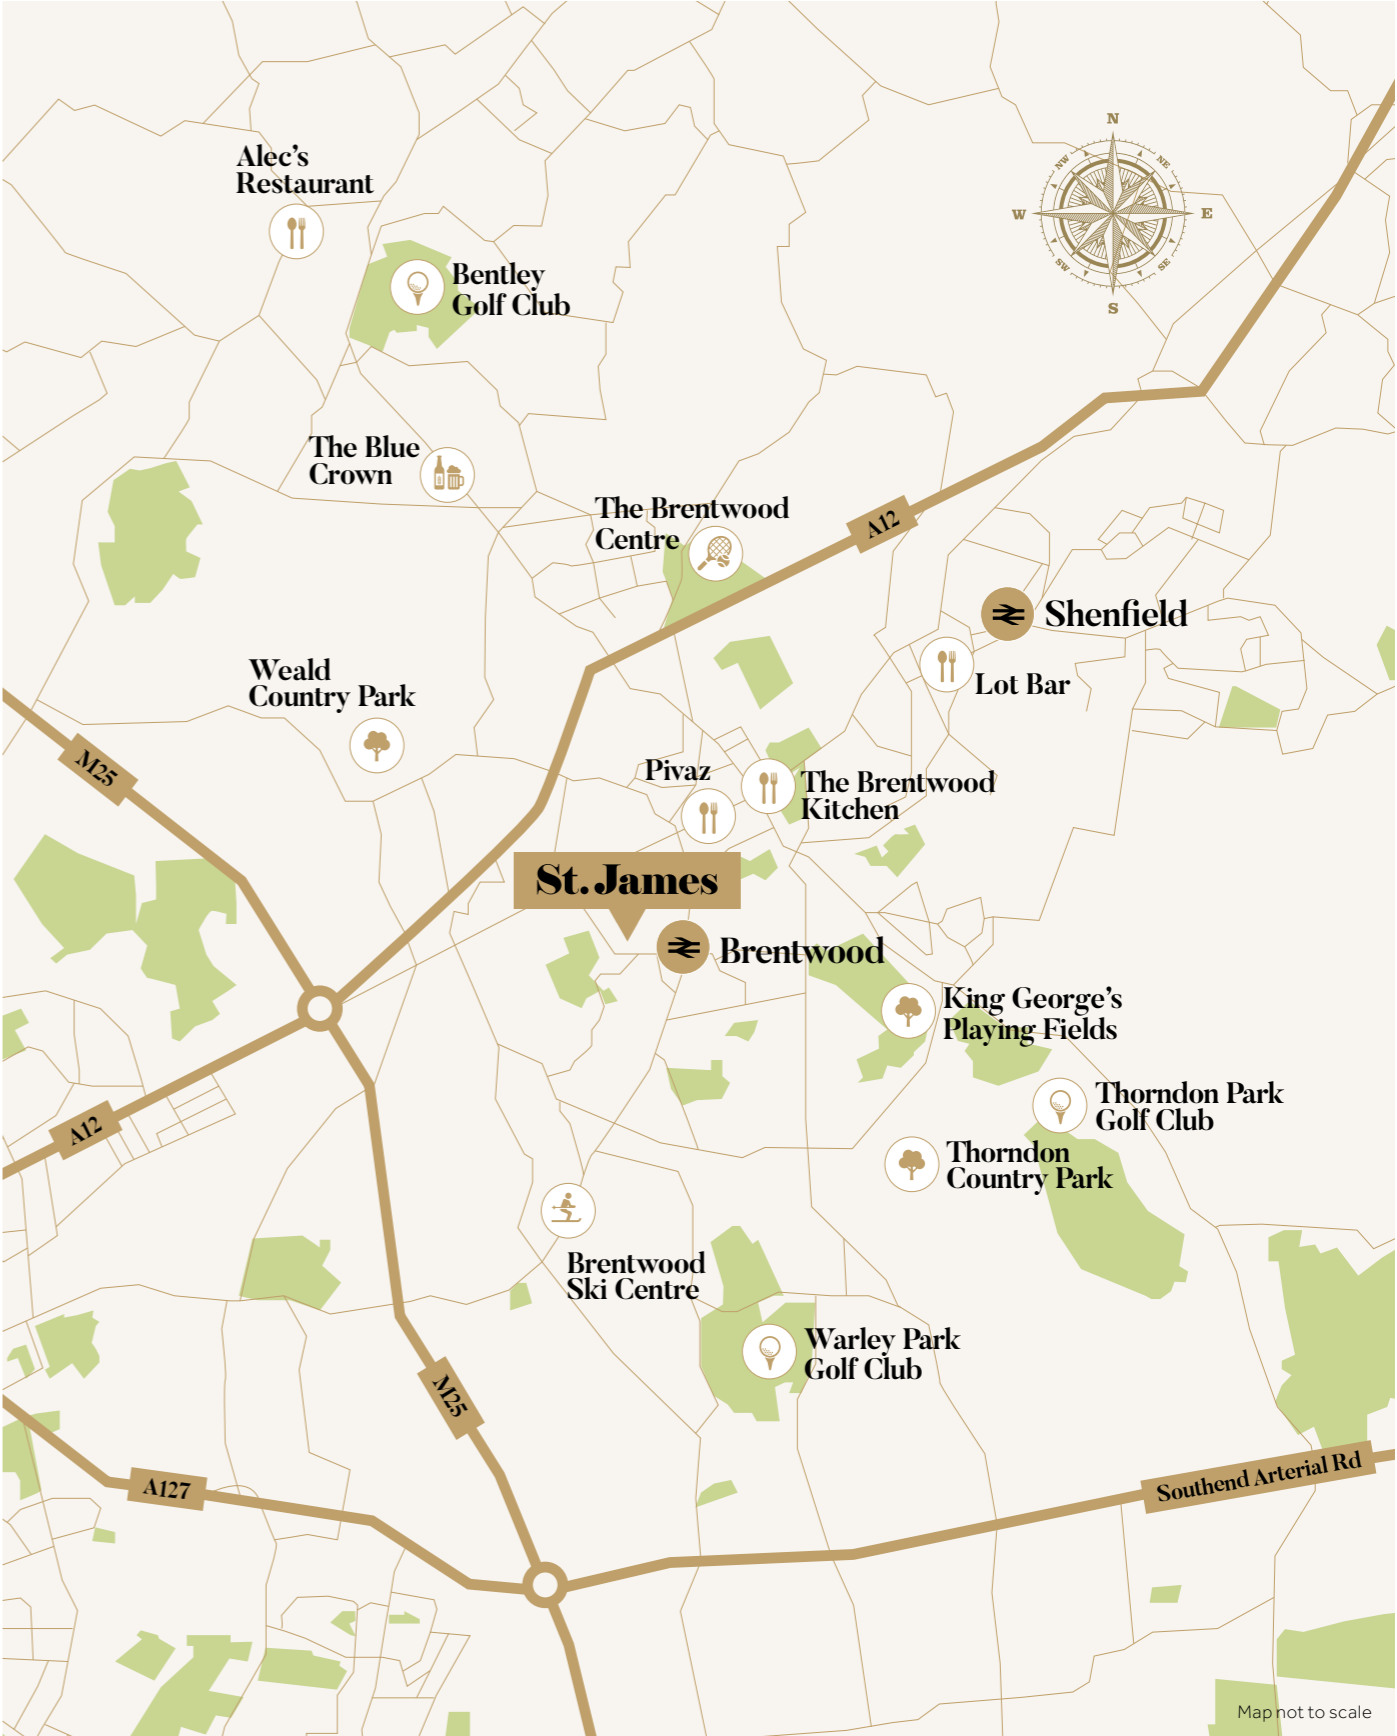 N
NW
NE
W
E
SW
SE
S
Alec's
Restaurant
Bentley
Golf Club
The Blue
Crown
The Brentwood
Centre
A12
Shenfield
Lot Bar
Weald
Country Park
M25
Pivaz
The Brentwood
Kitchen
St. James
Brentwood
King George's
Playing Fields
Thorndon Park
Golf Club
A12
Thorndon
Country Park
Brentwood
Ski Centre
Warley Park
Golf Club
M25
A127
Southend Arterial Rd
Map not to scale